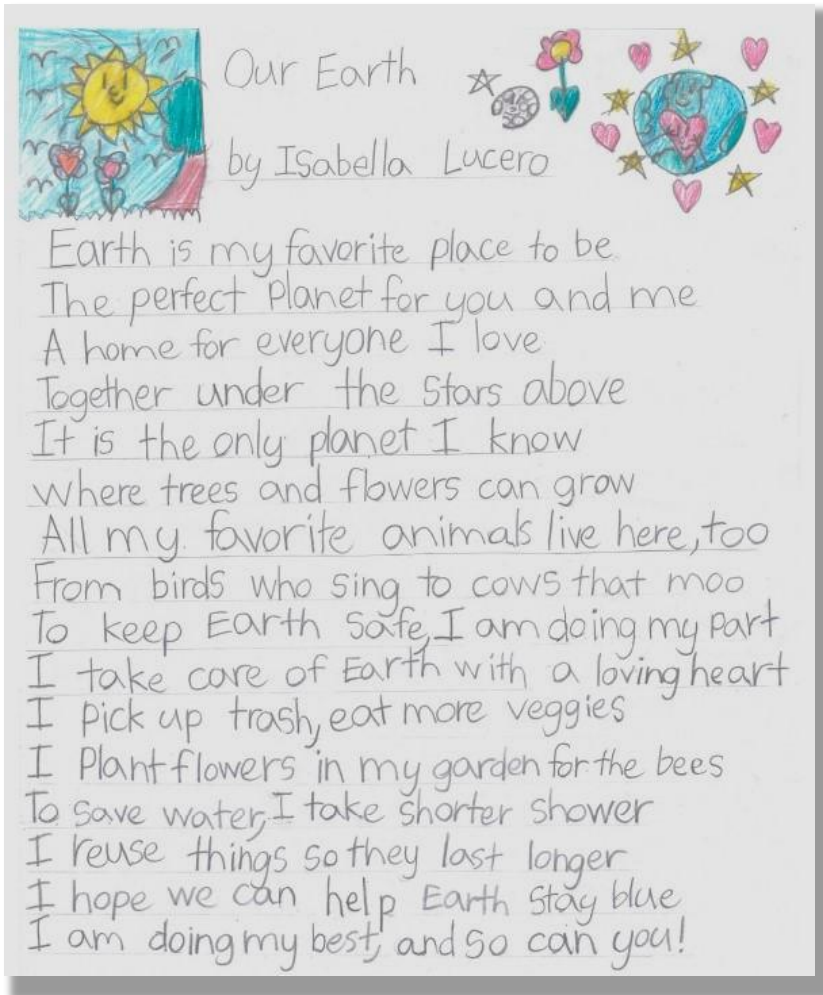 Our Earth
by Isabella Lucero
Earth is my favorite place to be
The perfect Planet for you and me
A home for everyone I love
Together under the Stars above
It is the only planet I know
Where trees and flowers can grow
All my favorite animals live here, too
From birds who sing to cows that moo
To keep Earth Safe, I am doing my part
I take care of Earth with a loving heart
I Pick up trash, eat more veggies
I Plant flowers in my garden for the bees
To Save water, I take shorter shower
I reuse things so they last longer
I hope we can help Earth Stay blue
I am doing my best, and So can you!